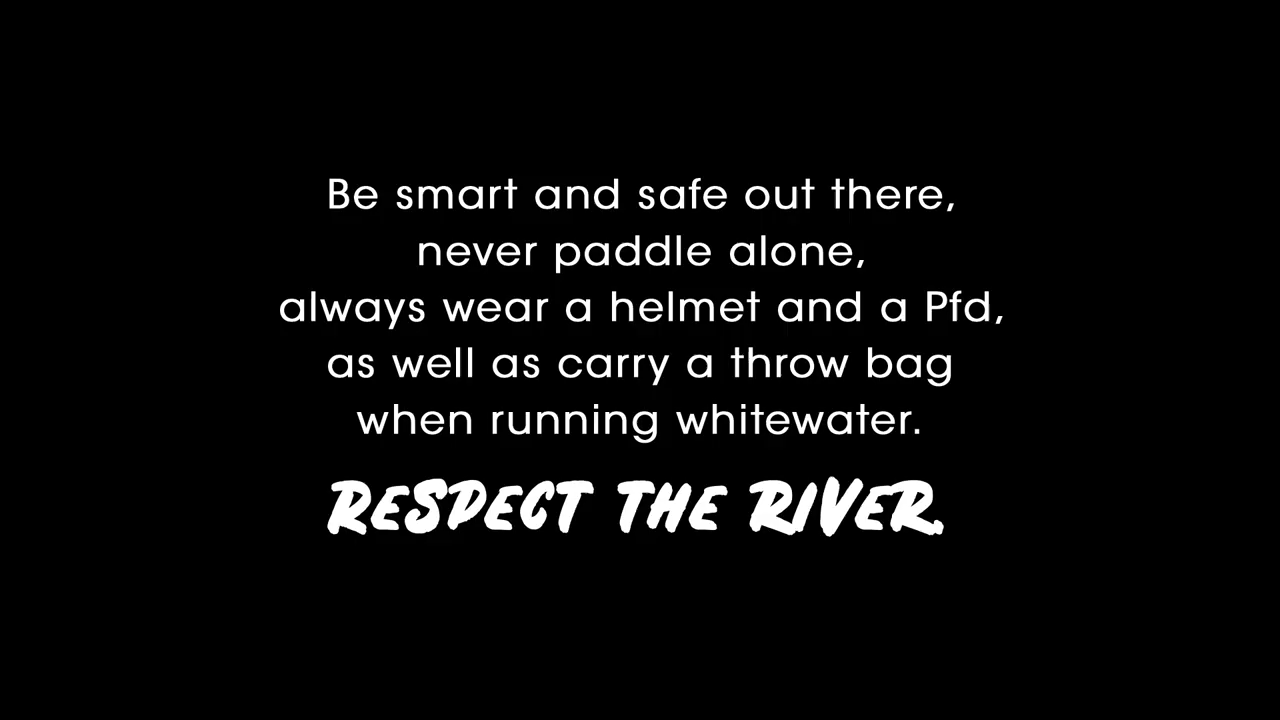 Be smart and safe out there,
never paddle alone,
always wear a helmet and a Pfd,
as well as carry a throw bag
when running whitewater.
RESPECT THE RIVER.